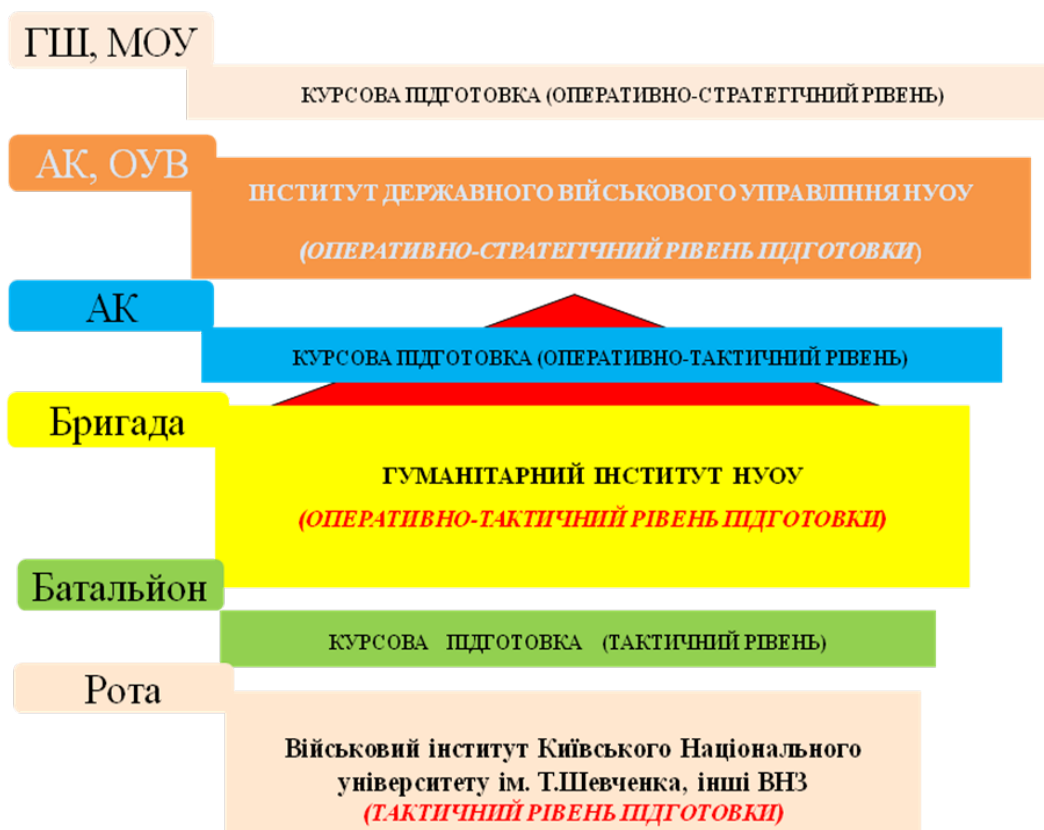 ГШ, МОУ
КУРСОВА ПІДГОТОВКА (ОПЕРАТИВНО-СТРАТЕГІЧНИЙ РІВЕНЬ)
АК, ОУВ
ІНСТИТУТ ДЕРЖАВНОГО ВІЙСЬКОВОГО УПРАВЛІННЯ НУОУ
(ОПЕРАТИВНО-СТРАТЕГІЧНИЙ РІВЕНЬ ПІДГОТОВКИ)
АК
КУРСОВА ПІДГОТОВКА (ОПЕРАТИВНО-ТАКТИЧНИЙ РІВЕНЬ)
Бригада
ГУМАНІТАРНИЙ ІНСТИТУТ НУОУ
(ОПЕРАТИВНО-ТАКТИЧНИЙ РІВЕНЬ ПІДГОТОВКИ)
Батальйон
КУРСОВА ПІДГОТОВКА (ТАКТИЧНИЙ РІВЕНЬ)
Рота
Військовий інститут Київського Національного
університету ім. Т.Шевченка, інші ВНЗ
(ТАКТИЧНИЙ РІВЕНЬ ПІДГОТОВКИ)